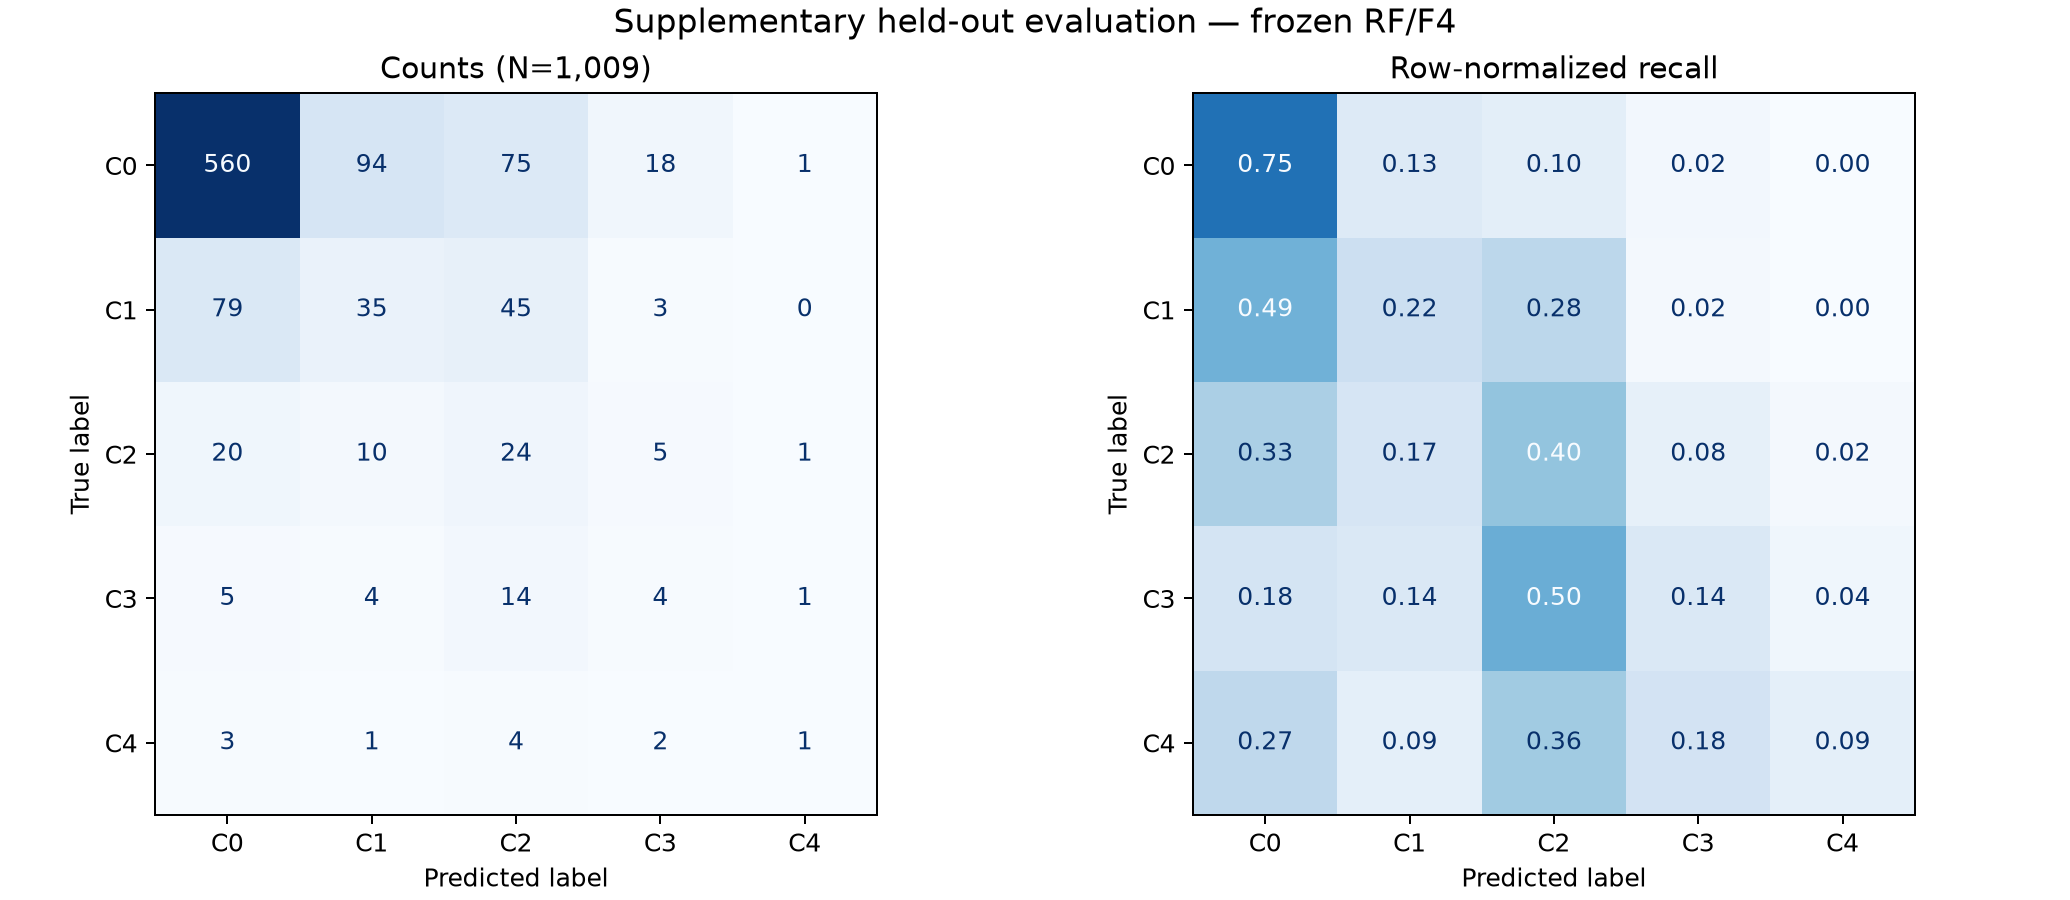 Supplementary held-out evaluation — frozen RF/F4
Counts (N=1,009)
True label
C0 560 94 75 18 1
C1 79 35 45 3 0
C2 20 10 24 5 1
C3 5 4 14 4 1
C4 3 1 4 2 1
C0 C1 C2 C3 C4
Predicted label
Row-normalized recall
True label
C0 0.75 0.13 0.10 0.02 0.00
C1 0.49 0.22 0.28 0.02 0.00
C2 0.33 0.17 0.40 0.08 0.02
C3 0.18 0.14 0.50 0.14 0.04
C4 0.27 0.09 0.36 0.18 0.09
C0 C1 C2 C3 C4
Predicted label